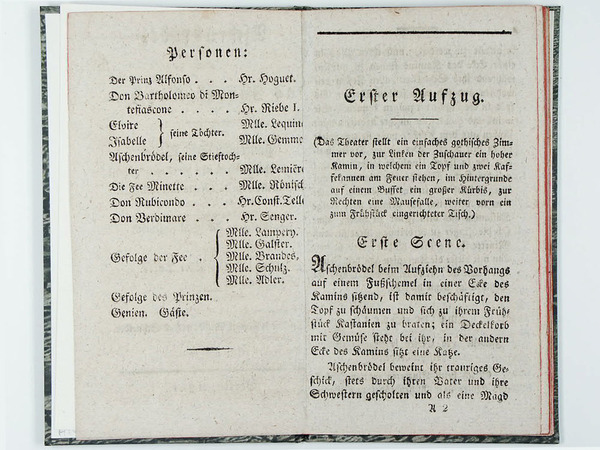 Personen:
Der Prinz Alfonso . . . Hr. Hoguet.
Don Bartholomeo di Mon-
tefiascone . . . . Hr. Riebe I.
Elvire } seine Töchter. Mlle. Lequine
Isabelle } Mlle. Gemmel
Aschenbrödel, seine Stieftoch-
ter . . . . . . Mlle. Lemière
Die Fee Minette . . . Mlle. Rönisch
Don Rubicondo . . . Hr. Const. Telle
Don Verdimare . . . Hr. Senger.
Gefolge der Fee . { Mlle. Lampery.
Mlle. Galster.
Mlle. Brandes,
Mlle. Schulz.
Mlle. Adler.
Gefolge des Prinzen.
Genien. Gäste.
Erster Aufzug.
(Das Theater stellt ein einfaches gothisches Zim-
mer vor, zur Linken der Zuschauer ein hoher
Kamin, in welchem ein Topf und zwei Kaf-
feekannen am Feuer stehen, im Hintergrunde
auf einem Buffet ein großer Kürbis, zur
Rechten eine Mausefalle, weiter vorn ein
zum Frühstück eingerichteter Tisch.)
Erste Scene.
Aschenbrödel beim Aufziehn des Vorhangs
auf einem Fußschemel in einer Ecke des
Kamins sitzend, ist damit beschäftigt, den
Topf zu schäumen und sich zu ihrem Früh-
stück Kastanien zu braten; ein Deckelkorb
mit Gemüse steht bei ihr, in der andern
Ecke des Kamins sitzt eine Katze.
Aschenbrödel beweint ihr trauriges Ge-
schick, stets durch ihren Vater und ihre
Schwestern gescholten und als eine Magd
A 2